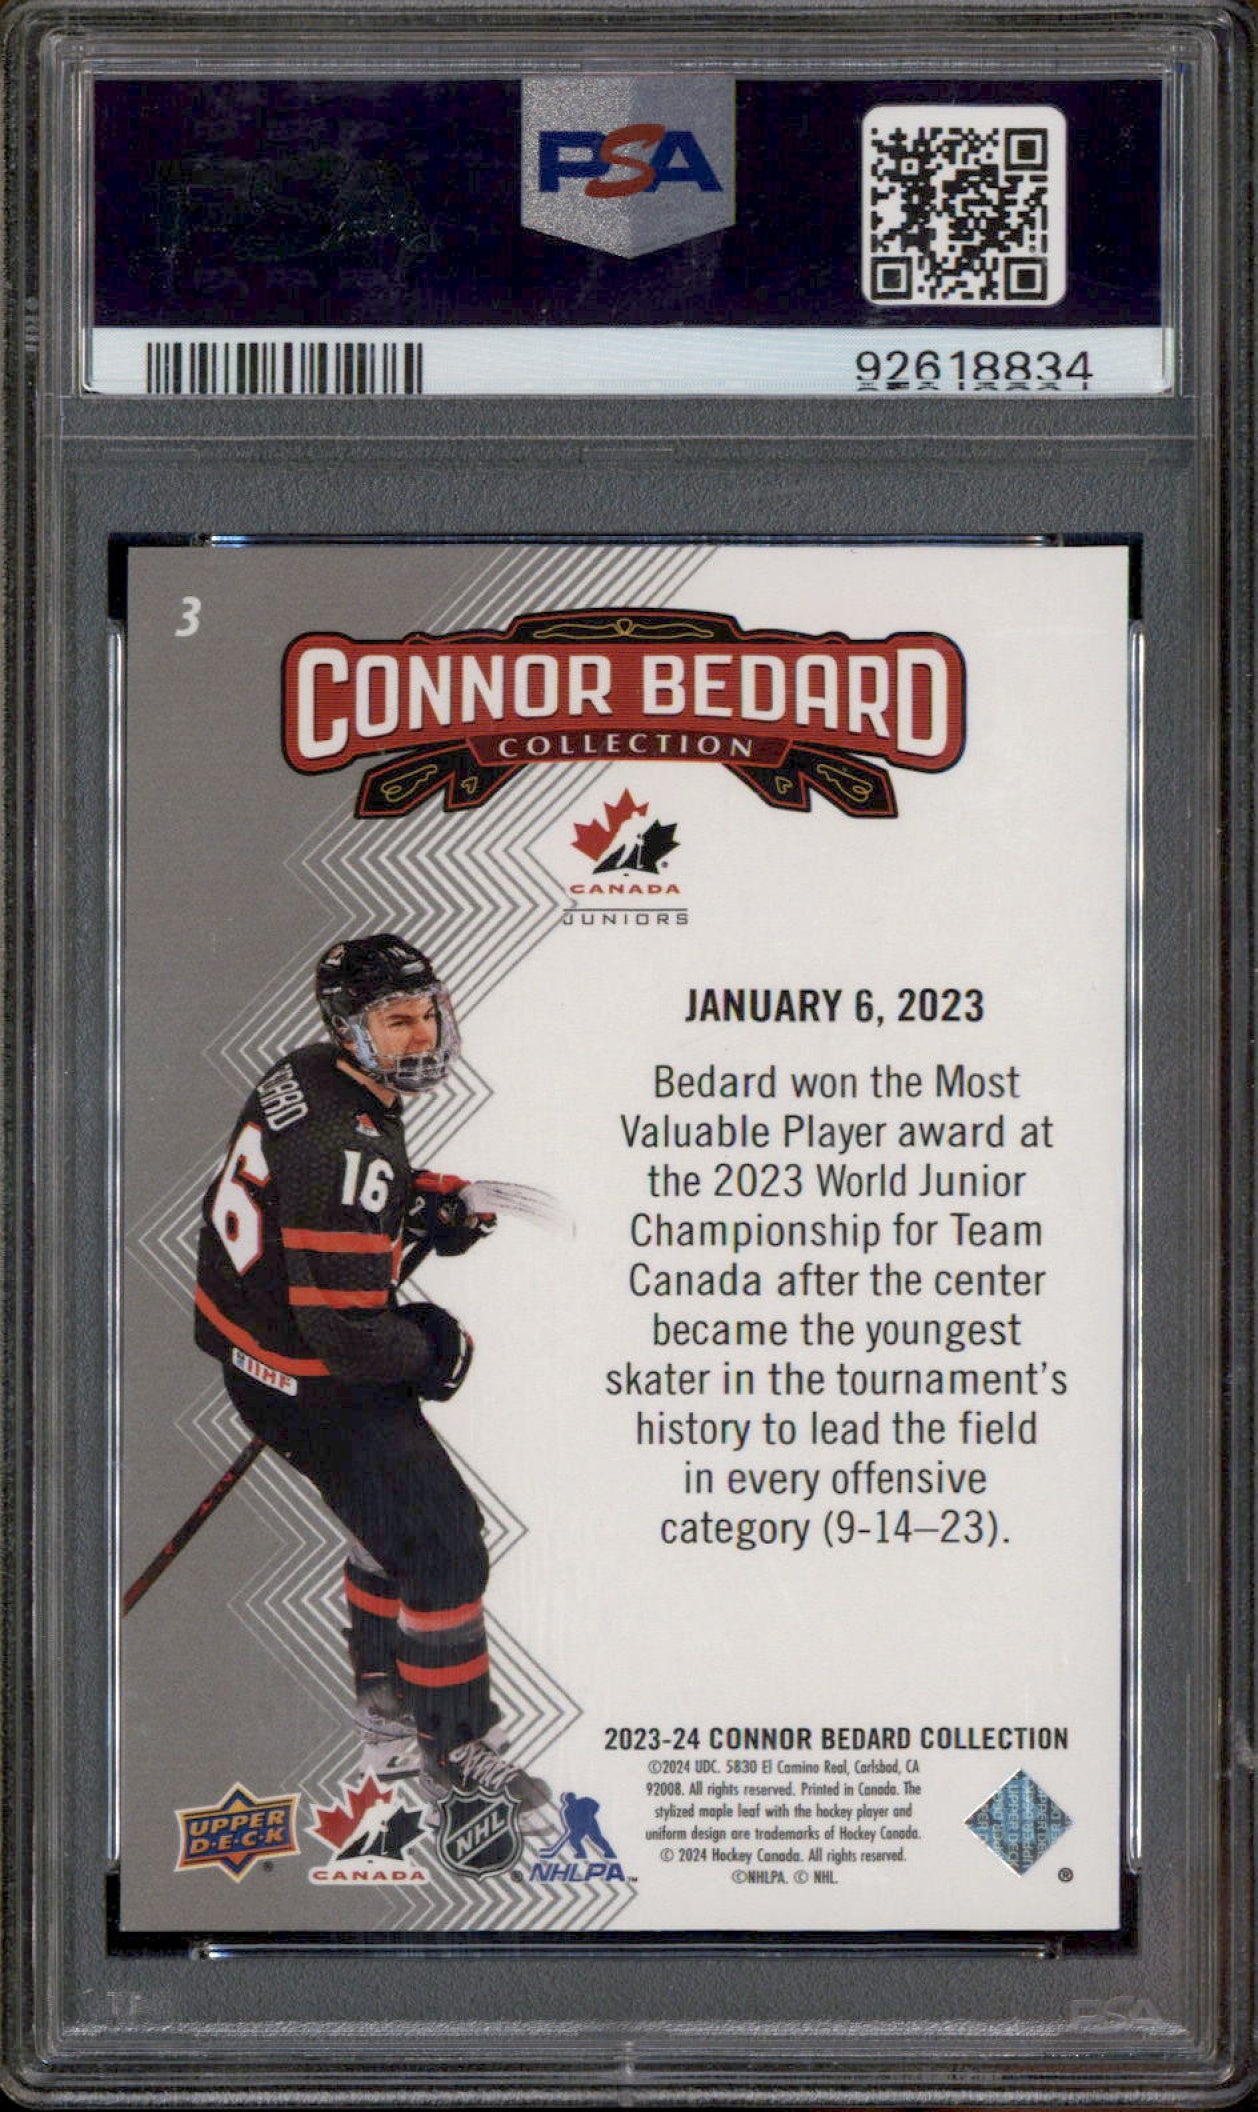 PSA
92618834
3
CONNOR BEDARD
COLLECTION
CANADA
JUNIORS
JANUARY 6, 2023
Bedard won the Most
Valuable Player award at
the 2023 World Junior
Championship for Team
Canada after the center
became the youngest
skater in the tournament's
history to lead the field
in every offensive
category (9-14–23).
16
6
IIHF
2023-24 CONNOR BEDARD COLLECTION
©2024 UDC. 5830 El Camino Real, Carlsbad, CA
92008. All rights reserved. Printed in Canada. The
stylized maple leaf with the hockey player and
uniform design are trademarks of Hockey Canada.
© 2024 Hockey Canada. All rights reserved.
©NHLPA. © NHL.
UPPER
D·E·C·K
®
CANADA
NHL
®
NHLPA™
®
PSA